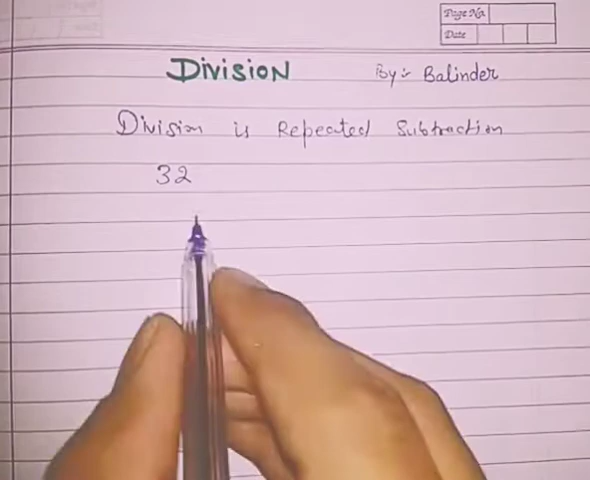 Page No.
Date
Division By:- Balinder
Division is Repeated Subtraction
32